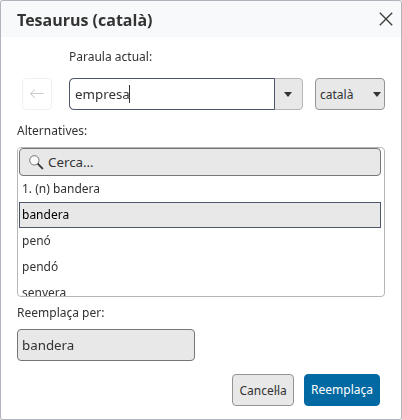 Tesaurus (català)
Paraula actual:
empresa
català
Alternatives:
Cerca...
1. (n) bandera
bandera
penó
pendó
senyera
Reemplaça per:
bandera
Cancel·la
Reemplaça